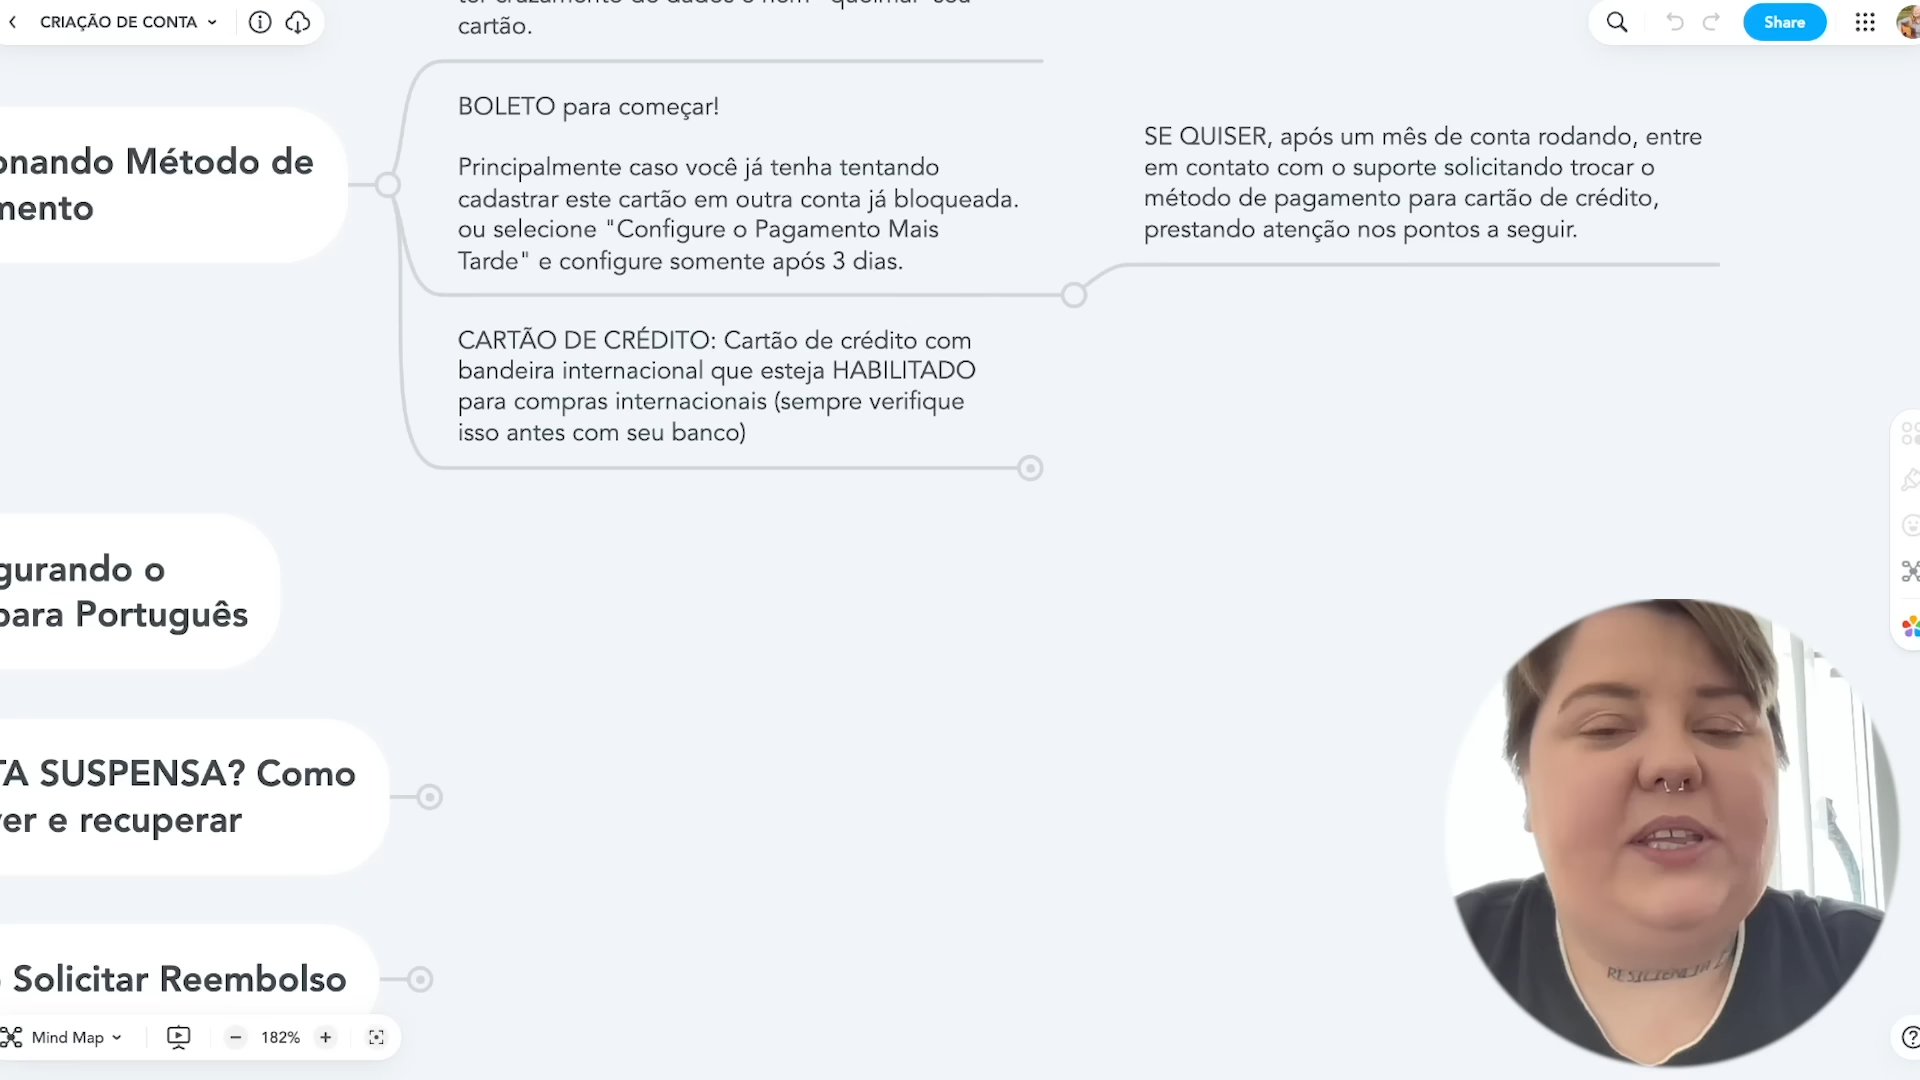 CRIAÇÃO DE CONTA
Share
cartão.
BOLETO para começar!
Principalmente caso você já tenha tentando
cadastrar este cartão em outra conta já bloqueada.
ou selecione "Configure o Pagamento Mais
Tarde" e configure somente após 3 dias.
SE QUISER, após um mês de conta rodando, entre
em contato com o suporte solicitando trocar o
método de pagamento para cartão de crédito,
prestando atenção nos pontos a seguir.
CARTÃO DE CRÉDITO: Cartão de crédito com
bandeira internacional que esteja HABILITADO
para compras internacionais (sempre verifique
isso antes com seu banco)
onando Método de
mento
gurando o
para Português
TA SUSPENSA? Como
ver e recuperar
Solicitar Reembolso
Mind Map
182%